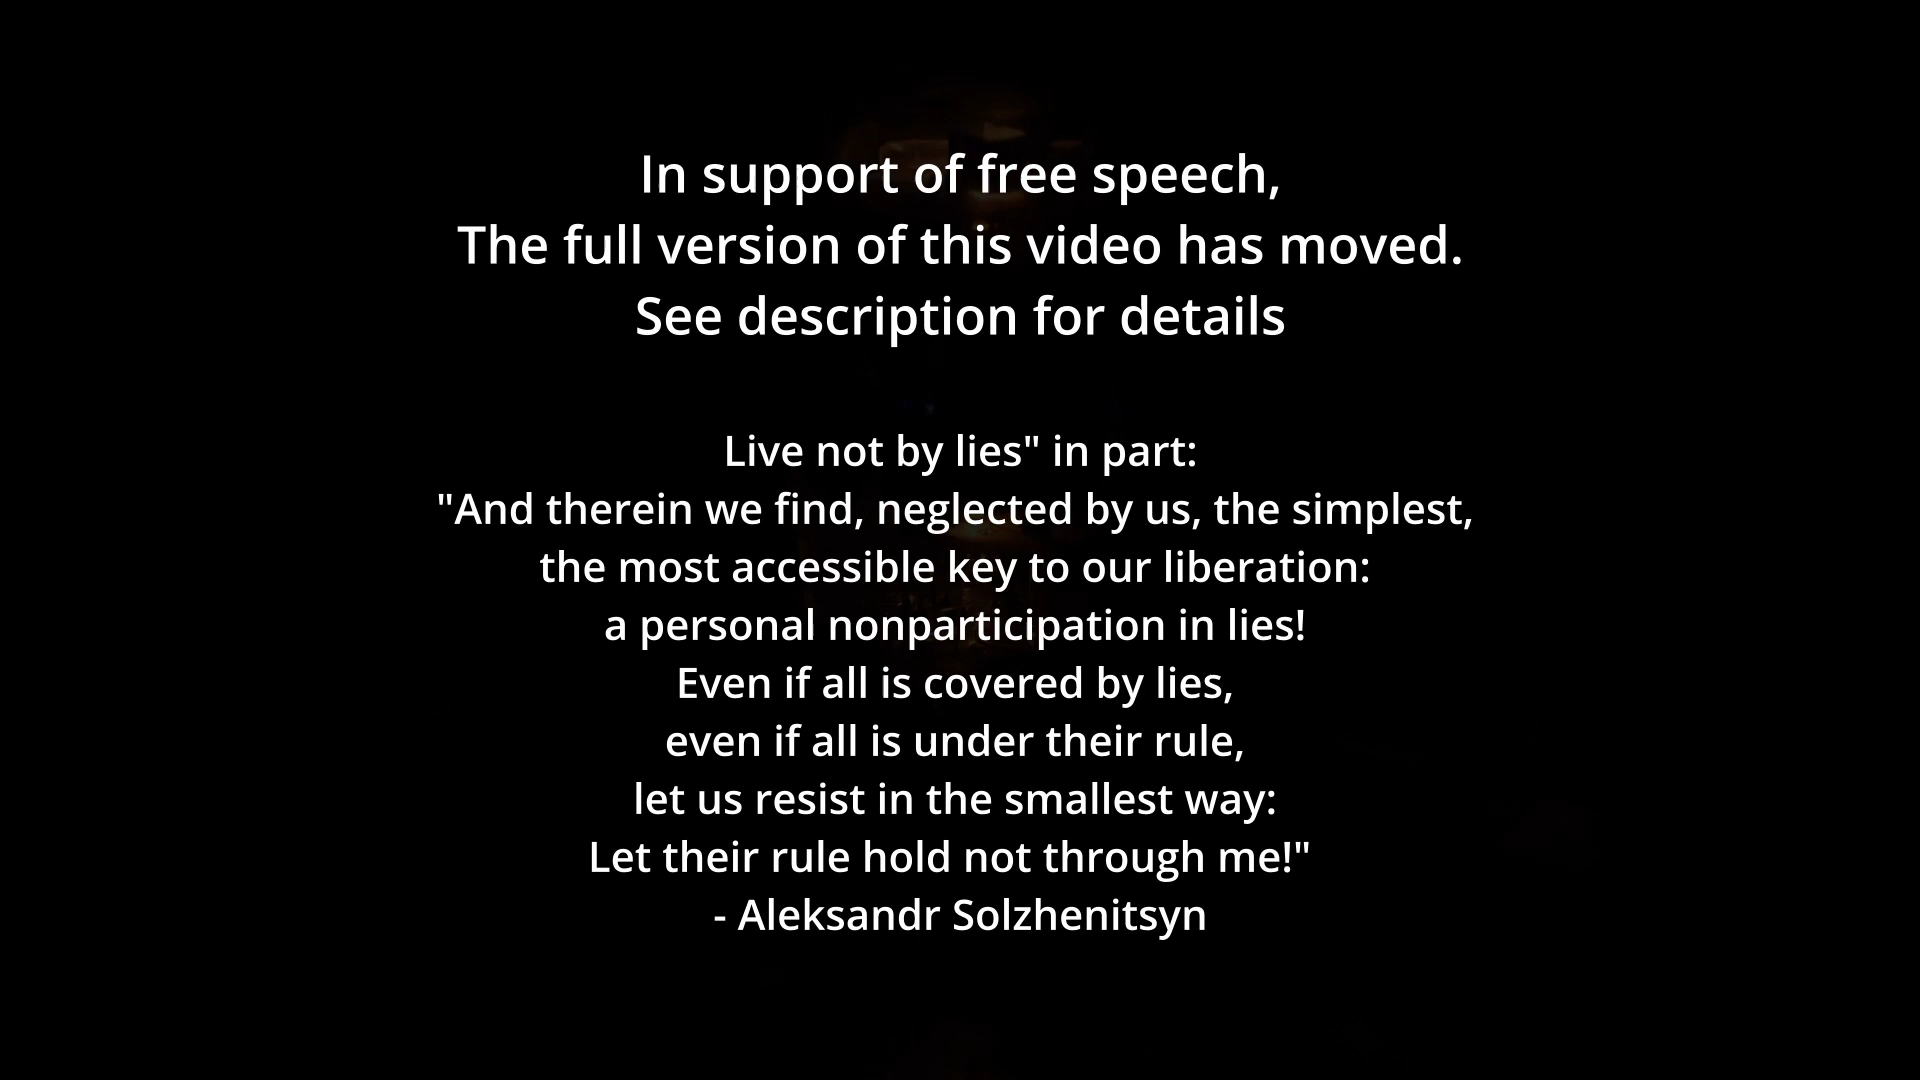 In support of free speech,
The full version of this video has moved.
See description for details
Live not by lies" in part:
"And therein we find, neglected by us, the simplest,
the most accessible key to our liberation:
a personal nonparticipation in lies!
Even if all is covered by lies,
even if all is under their rule,
let us resist in the smallest way:
Let their rule hold not through me!"
- Aleksandr Solzhenitsyn